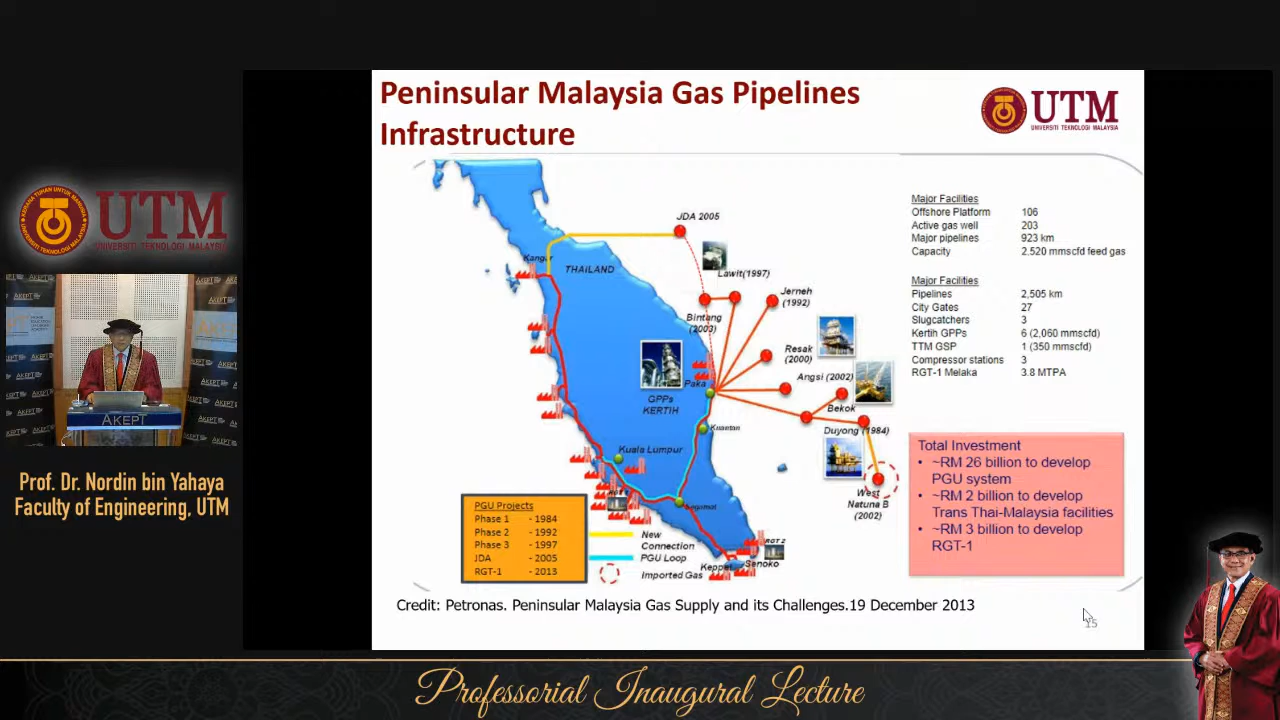 Peninsular Malaysia Gas Pipelines
Infrastructure
UTM
UNIVERSITI TEKNOLOGI MALAYSIA
UTM
UNIVERSITI TEKNOLOGI MALAYSIA
AKEPT
Prof. Dr. Nordin bin Yahaya
Faculty of Engineering, UTM
JDA 2005
Kangar
THAILAND
Lawit(1997)
Jerneh
(1992)
Bintang
(2003)
Resak
(2000)
Angsi (2002)
Paka
GPPs
KERTIH
Bekok
Duyong (1984)
Kuantan
Kuala Lumpur
West
Natuna B
(2002)
Segamat
RGT 2
Keppel
Senoko
Major Facilities
Offshore Platform 106
Active gas well 203
Major pipelines 923 km
Capacity 2,520 mmscfd feed gas
Major Facilities
Pipelines 2,505 km
City Gates 27
Slugcatchers 3
Kertih GPPs 6 (2,060 mmscfd)
TTM GSP 1 (350 mmscfd)
Compressor stations 3
RGT-1 Melaka 3.8 MTPA
Total Investment
• ~RM 26 billion to develop
PGU system
• ~RM 2 billion to develop
Trans Thai-Malaysia facilities
• ~RM 3 billion to develop
RGT-1
PGU Projects
Phase 1 - 1984
Phase 2 - 1992
Phase 3 - 1997
JDA - 2005
RGT-1 - 2013
New
Connection
PGU Loop
Imported Gas
Credit: Petronas. Peninsular Malaysia Gas Supply and its Challenges.19 December 2013
15
Professorial Inaugural Lecture